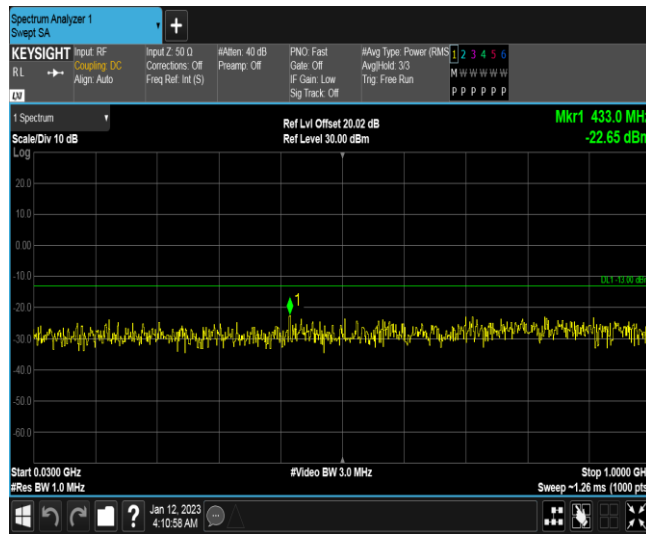 Spectrum Analyzer 1
Swept SA
+
KEYSIGHT
RL
LXI
Input: RF
Coupling: DC
Align: Auto
Input Z: 50 Ω
Corrections: Off
Freq Ref: Int (S)
#Atten: 40 dB
Preamp: Off
PNO: Fast
Gate: Off
IF Gain: Low
Sig Track: Off
#Avg Type: Power (RMS
Avg|Hold: 3/3
Trig: Free Run
1 2 3 4 5 6
M W W W W W
P P P P P P
1 Spectrum
Scale/Div 10 dB
Log
Ref Lvl Offset 20.02 dB
Ref Level 30.00 dBm
Mkr1 433.0 MHz
-22.65 dBm
20.0
10.0
0.00
-10.0
DL1 -13.00 dBm
1
-20.0
-30.0
-40.0
-50.0
-60.0
Start 0.0300 GHz
#Res BW 1.0 MHz
#Video BW 3.0 MHz
Stop 1.0000 GH
Sweep ~1.26 ms (1000 pts
?
Jan 12, 2023
4:10:58 AM